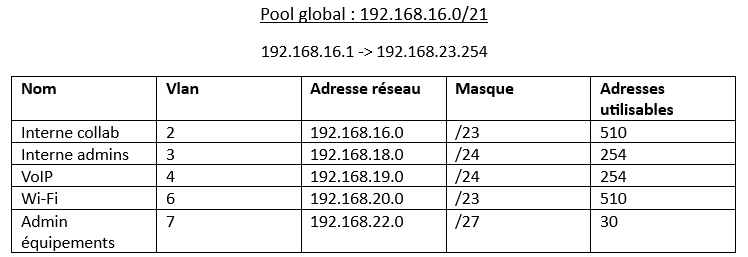 Pool global : 192.168.16.0/21
192.168.16.1 -> 192.168.23.254
Nom Vlan Adresse réseau Masque Adresses utilisables
Interne collab 2 192.168.16.0 /23 510
Interne admins 3 192.168.18.0 /24 254
VoIP 4 192.168.19.0 /24 254
Wi-Fi 6 192.168.20.0 /23 510
Admin équipements 7 192.168.22.0 /27 30